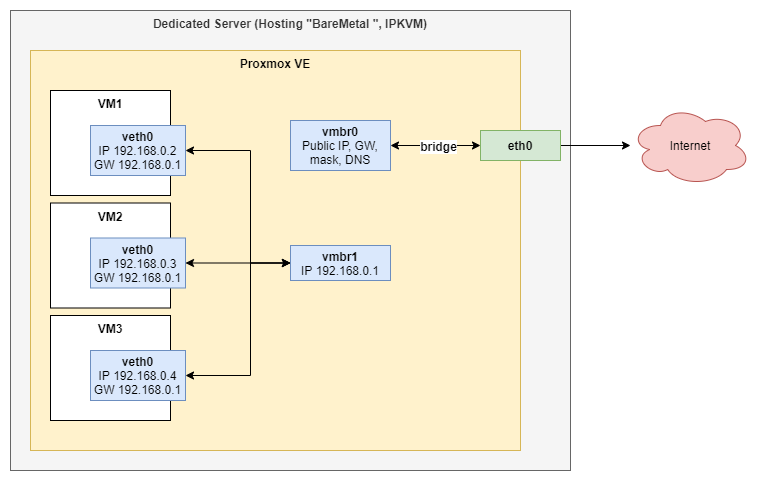 Dedicated Server (Hosting "BareMetal ", IPKVM)
Proxmox VE
VM1
veth0
IP 192.168.0.2
GW 192.168.0.1
VM2
veth0
IP 192.168.0.3
GW 192.168.0.1
VM3
veth0
IP 192.168.0.4
GW 192.168.0.1
vmbr0
Public IP, GW,
mask, DNS
bridge
eth0
Internet
vmbr1
IP 192.168.0.1